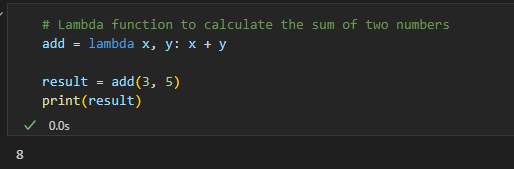 # Lambda function to calculate the sum of two numbers
add = lambda x, y: x + y
result = add(3, 5)
print(result)
0.0s
8